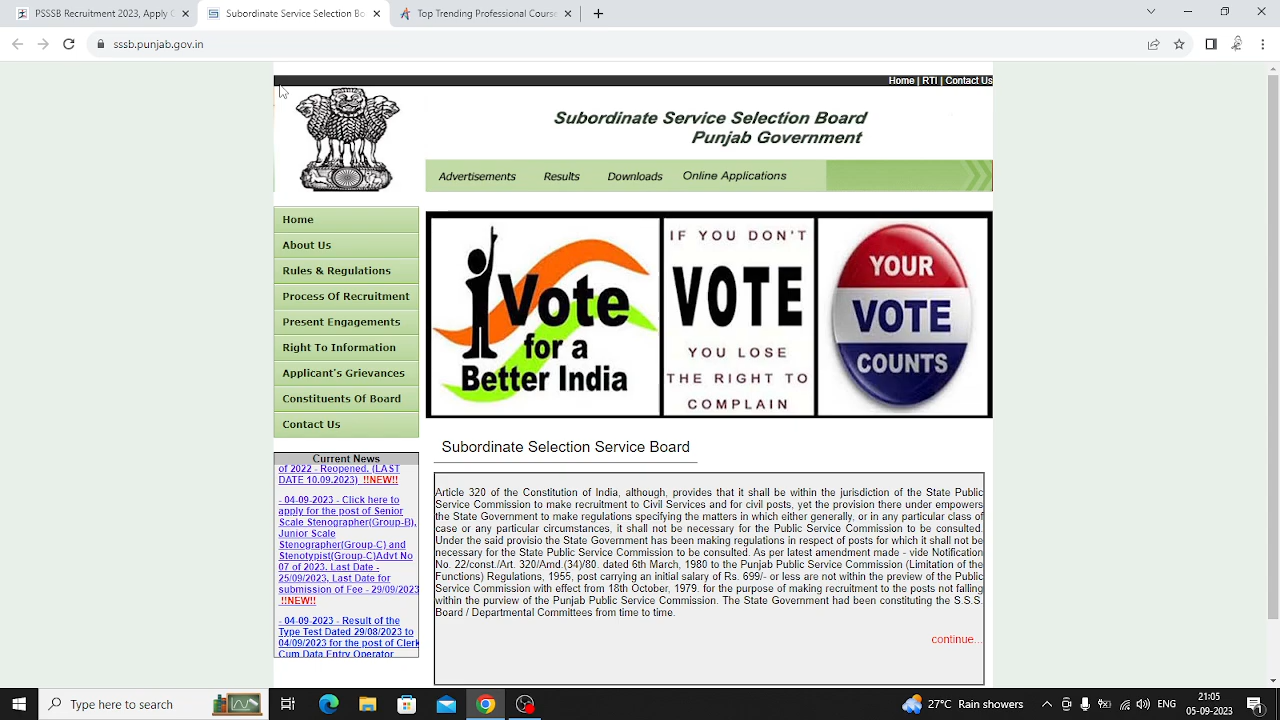 PSSSB Recruitment 2023, Apply O
Subordinate Course Selection Bo
sssb.punjab.gov.in
Home | RTI | Contact Us
Subordinate Service Selection Board
Punjab Government
Advertisements Results Downloads Online Applications
Home
About Us
Rules & Regulations
Process Of Recruitment
Present Engagements
Right To Information
Applicant's Grievances
Constituents Of Board
Contact Us
I Vote
for a
Better India
IF YOU DON'T
VOTE
YOU LOSE
THE RIGHT TO
COMPLAIN
YOUR
VOTE
COUNTS
Current News
of 2022 - Reopened. (LAST
DATE 10.09.2023) !!NEW!!
- 04-09-2023 - Click here to
apply for the post of Senior
Scale Stenographer(Group-B),
Junior Scale
Stenographer(Group-C) and
Stenotypist(Group-C)Advt No
07 of 2023. Last Date -
25/09/2023, Last Date for
submission of Fee - 29/09/2023
!!NEW!!
- 04-09-2023 - Result of the
Type Test Dated 29/08/2023 to
04/09/2023 for the post of Clerk
Cum Data Entry Operator
Subordinate Selection Service Board
Article 320 of the Constitution of India, although, provides that it shall be within the jurisdiction of the State Public
Service Commission to make recruitment to Civil Services and for civil posts, yet the provision there under empowers
the State Government to make regulations specifying the matters in which either generally, or in any particular class of
case or any particular circumstances, it shall not be necessary for the Public Service Commission to be consulted.
Under the said provisio the State Government has been making regulations in respect of posts for which it shall not be
necessary for the State Public Service Commission to be consulted. As per latest amendment made - vide Notification
No. 22/const./Art. 320/Amd.(34)/80. dated 6th March, 1980 to the Punjab Public Service Commission (Limitation of the
Functions) Regulations, 1955, post carrying an initial salary of Rs. 699/- or less are not within the preview of the Public
Service Commission with effect from 18th October, 1979. for the purpose of making recruitment to the posts not falling
within the purview of the Punjab Public Service Commission. The State Government had been constituting the S.S.S.
Board / Departmental Committees from time to time.
continue...
Type here to search
Showers
21:05
05-09-2023